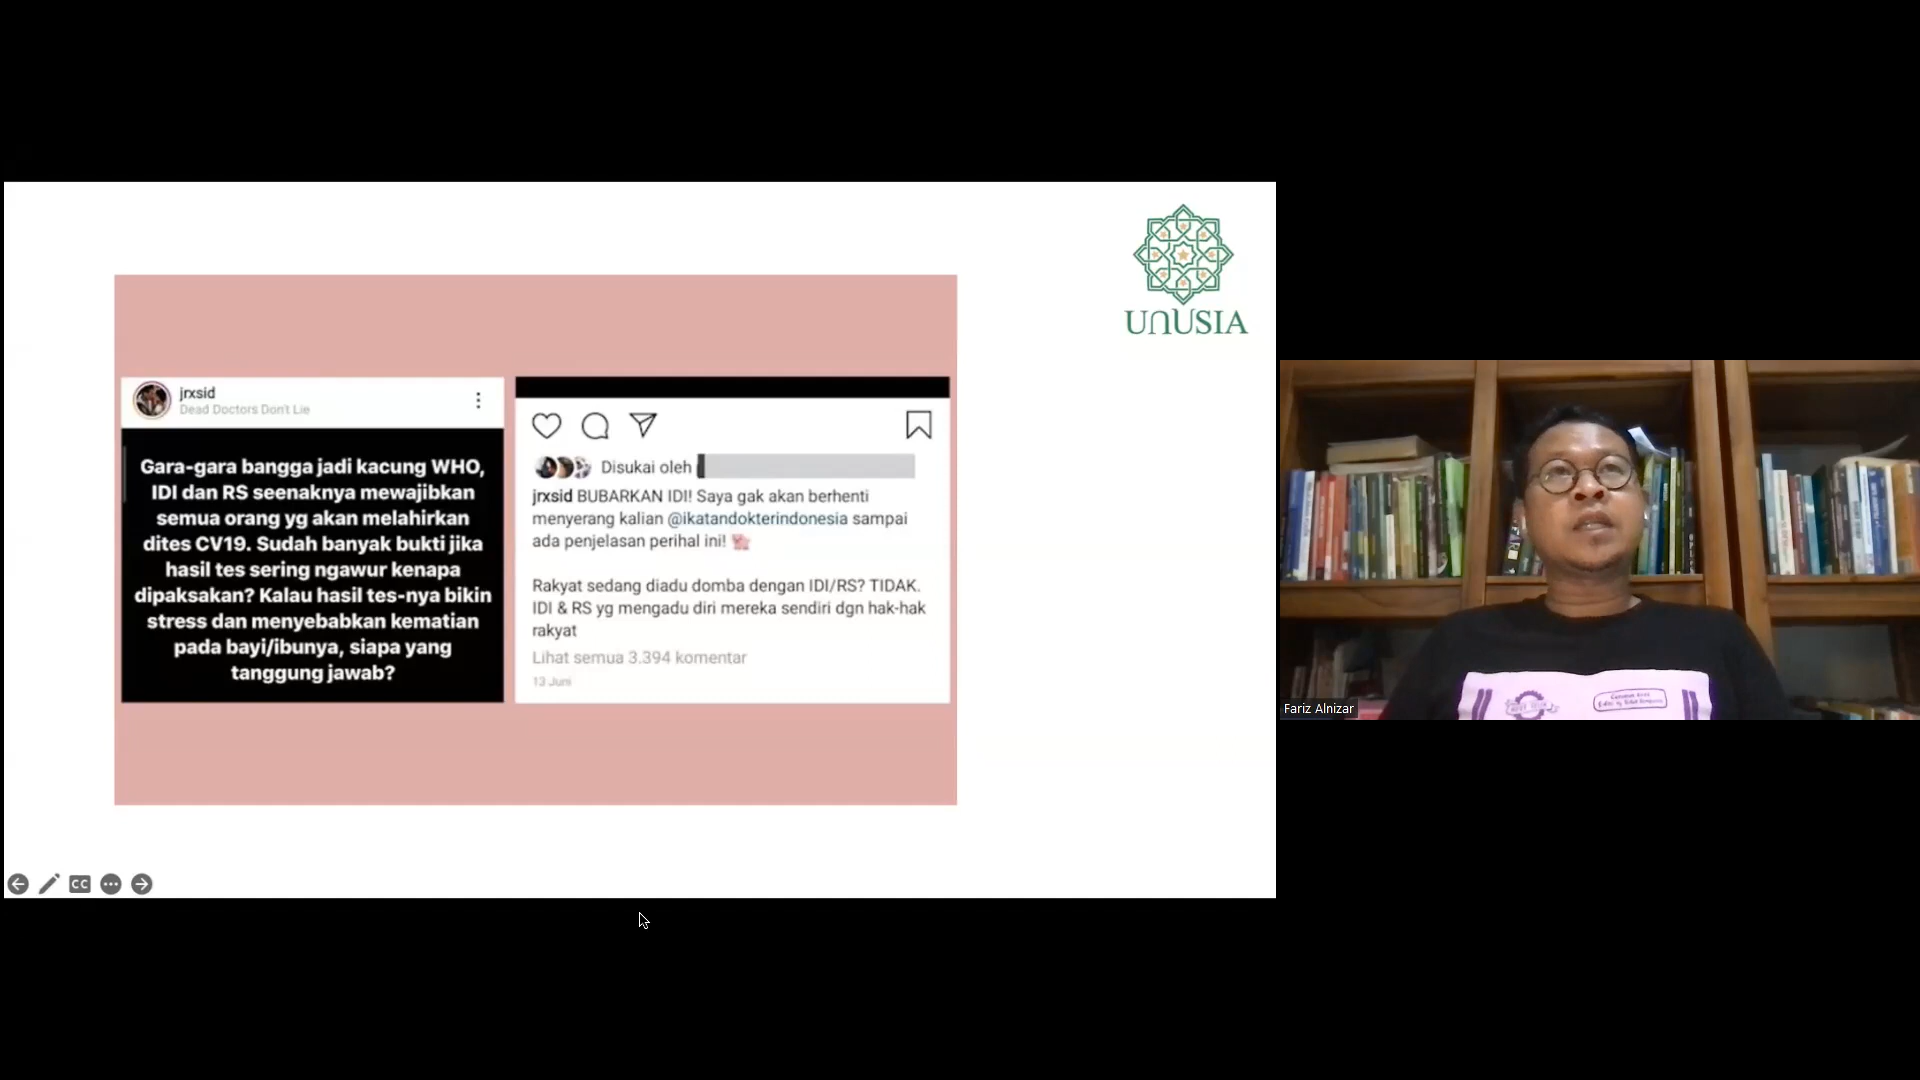 UNUSIA
jrxsid
Dead Doctors Don't Lie
Gara-gara bangga jadi kacung WHO,
IDI dan RS seenaknya mewajibkan
semua orang yg akan melahirkan
dites CV19. Sudah banyak bukti jika
hasil tes sering ngawur kenapa
dipaksakan? Kalau hasil tes-nya bikin
stress dan menyebabkan kematian
pada bayi/ibunya, siapa yang
tanggung jawab?
Disukai oleh
jrxsid BUBARKAN IDI! Saya gak akan berhenti
menyerang kalian @ikatandokterindonesia sampai
ada penjelasan perihal ini!
Rakyat sedang diadu domba dengan IDI/RS? TIDAK.
IDI & RS yg mengadu diri mereka sendiri dgn hak-hak
rakyat
Lihat semua 3.394 komentar
13 Juni
CC
Fariz Alnizar